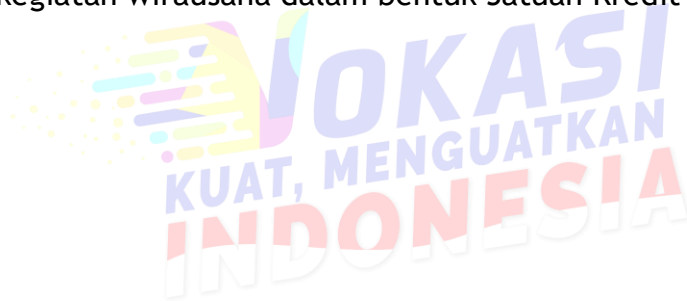 kegiatan wirausaha dalam bentuk Satuan Kredit
VOKASI
KUAT, MENGUATKAN
INDONESIA